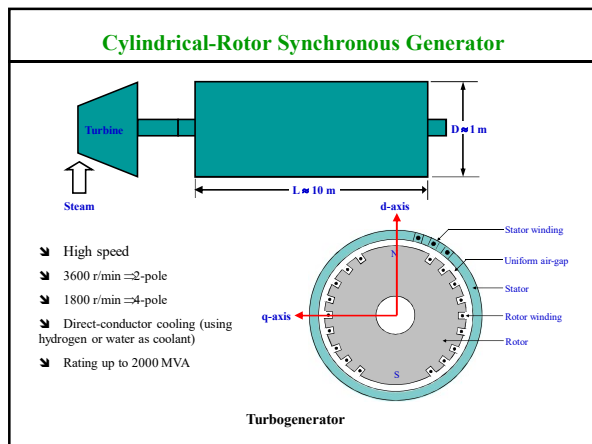 Cylindrical-Rotor Synchronous Generator
Turbine
D ≈ 1 m
L ≈ 10 m
Steam
d-axis
Stator winding
N
Uniform air-gap
Stator
q-axis
Rotor winding
Rotor
S
High speed
3600 r/min ⇒2-pole
1800 r/min ⇒4-pole
Direct-conductor cooling (using
hydrogen or water as coolant)
Rating up to 2000 MVA
Turbogenerator